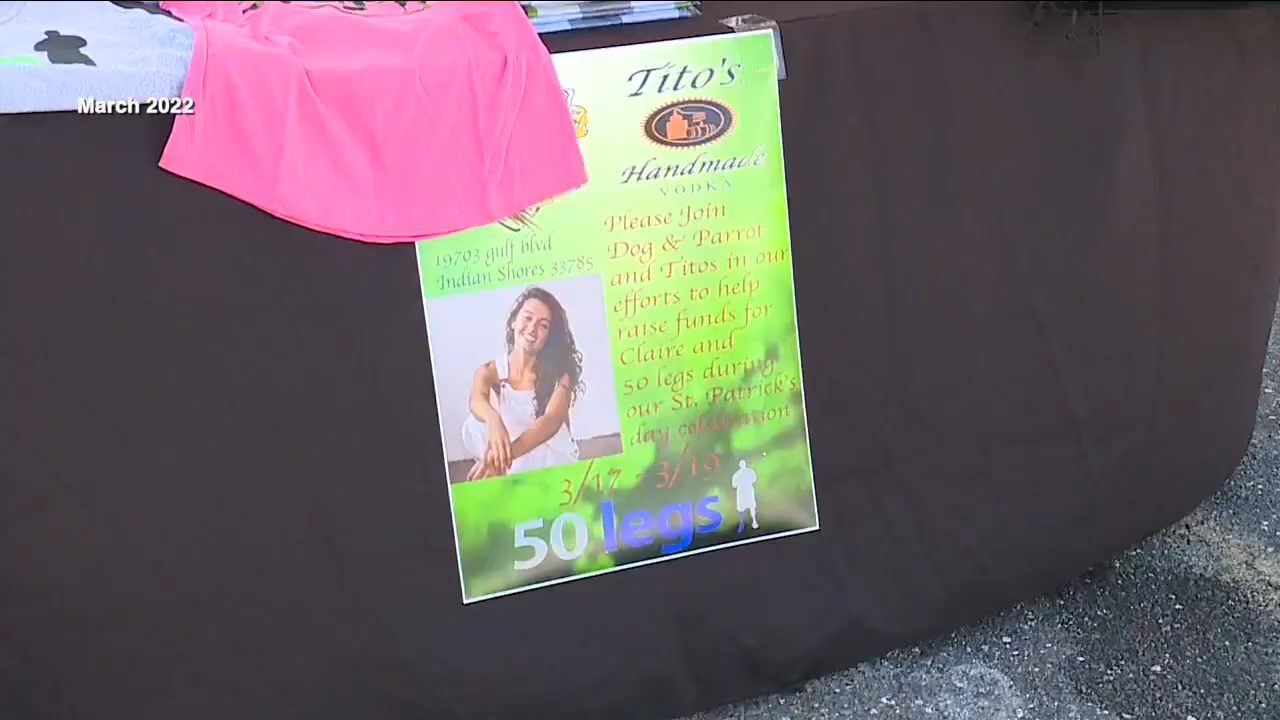 March 2022
Tito's
Handmade
VODKA
19703 gulf blvd
Indian Shores 33785
Please Join
Dog & Parrot
and Titos in our
efforts to help
raise funds for
Claire and
50 legs during
our St. Patrick's
day celebration
3/17 - 3/19
50 legs